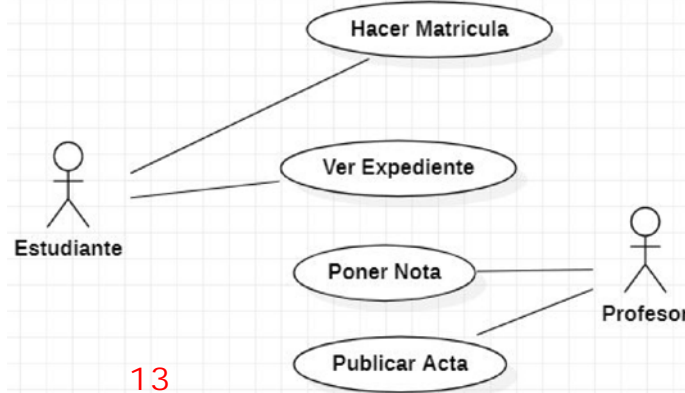 Hacer Matricula
Ver Expediente
Estudiante
Poner Nota
Profesor
Publicar Acta
13